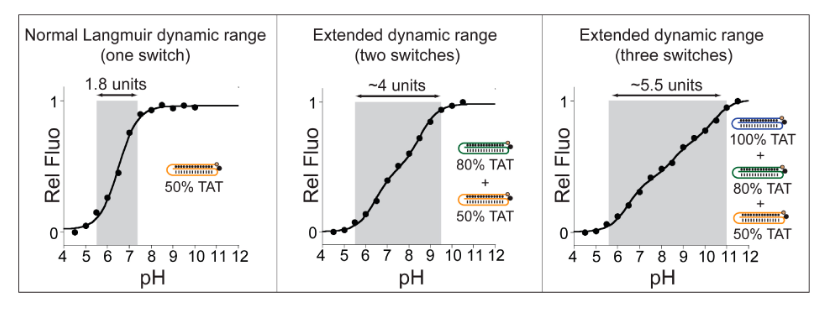 Normal Langmuir dynamic range
(one switch)
1.8 units
1
0
Rel Fluo
50% TAT
4 5 6 7 8 9 10 11 12
pH
Extended dynamic range
(two switches)
~4 units
1
0
Rel Fluo
80% TAT
+
50% TAT
4 5 6 7 8 9 10 11 12
pH
Extended dynamic range
(three switches)
~5.5 units
1
0
Rel Fluo
100% TAT
+
80% TAT
+
50% TAT
4 5 6 7 8 9 10 11 12
pH